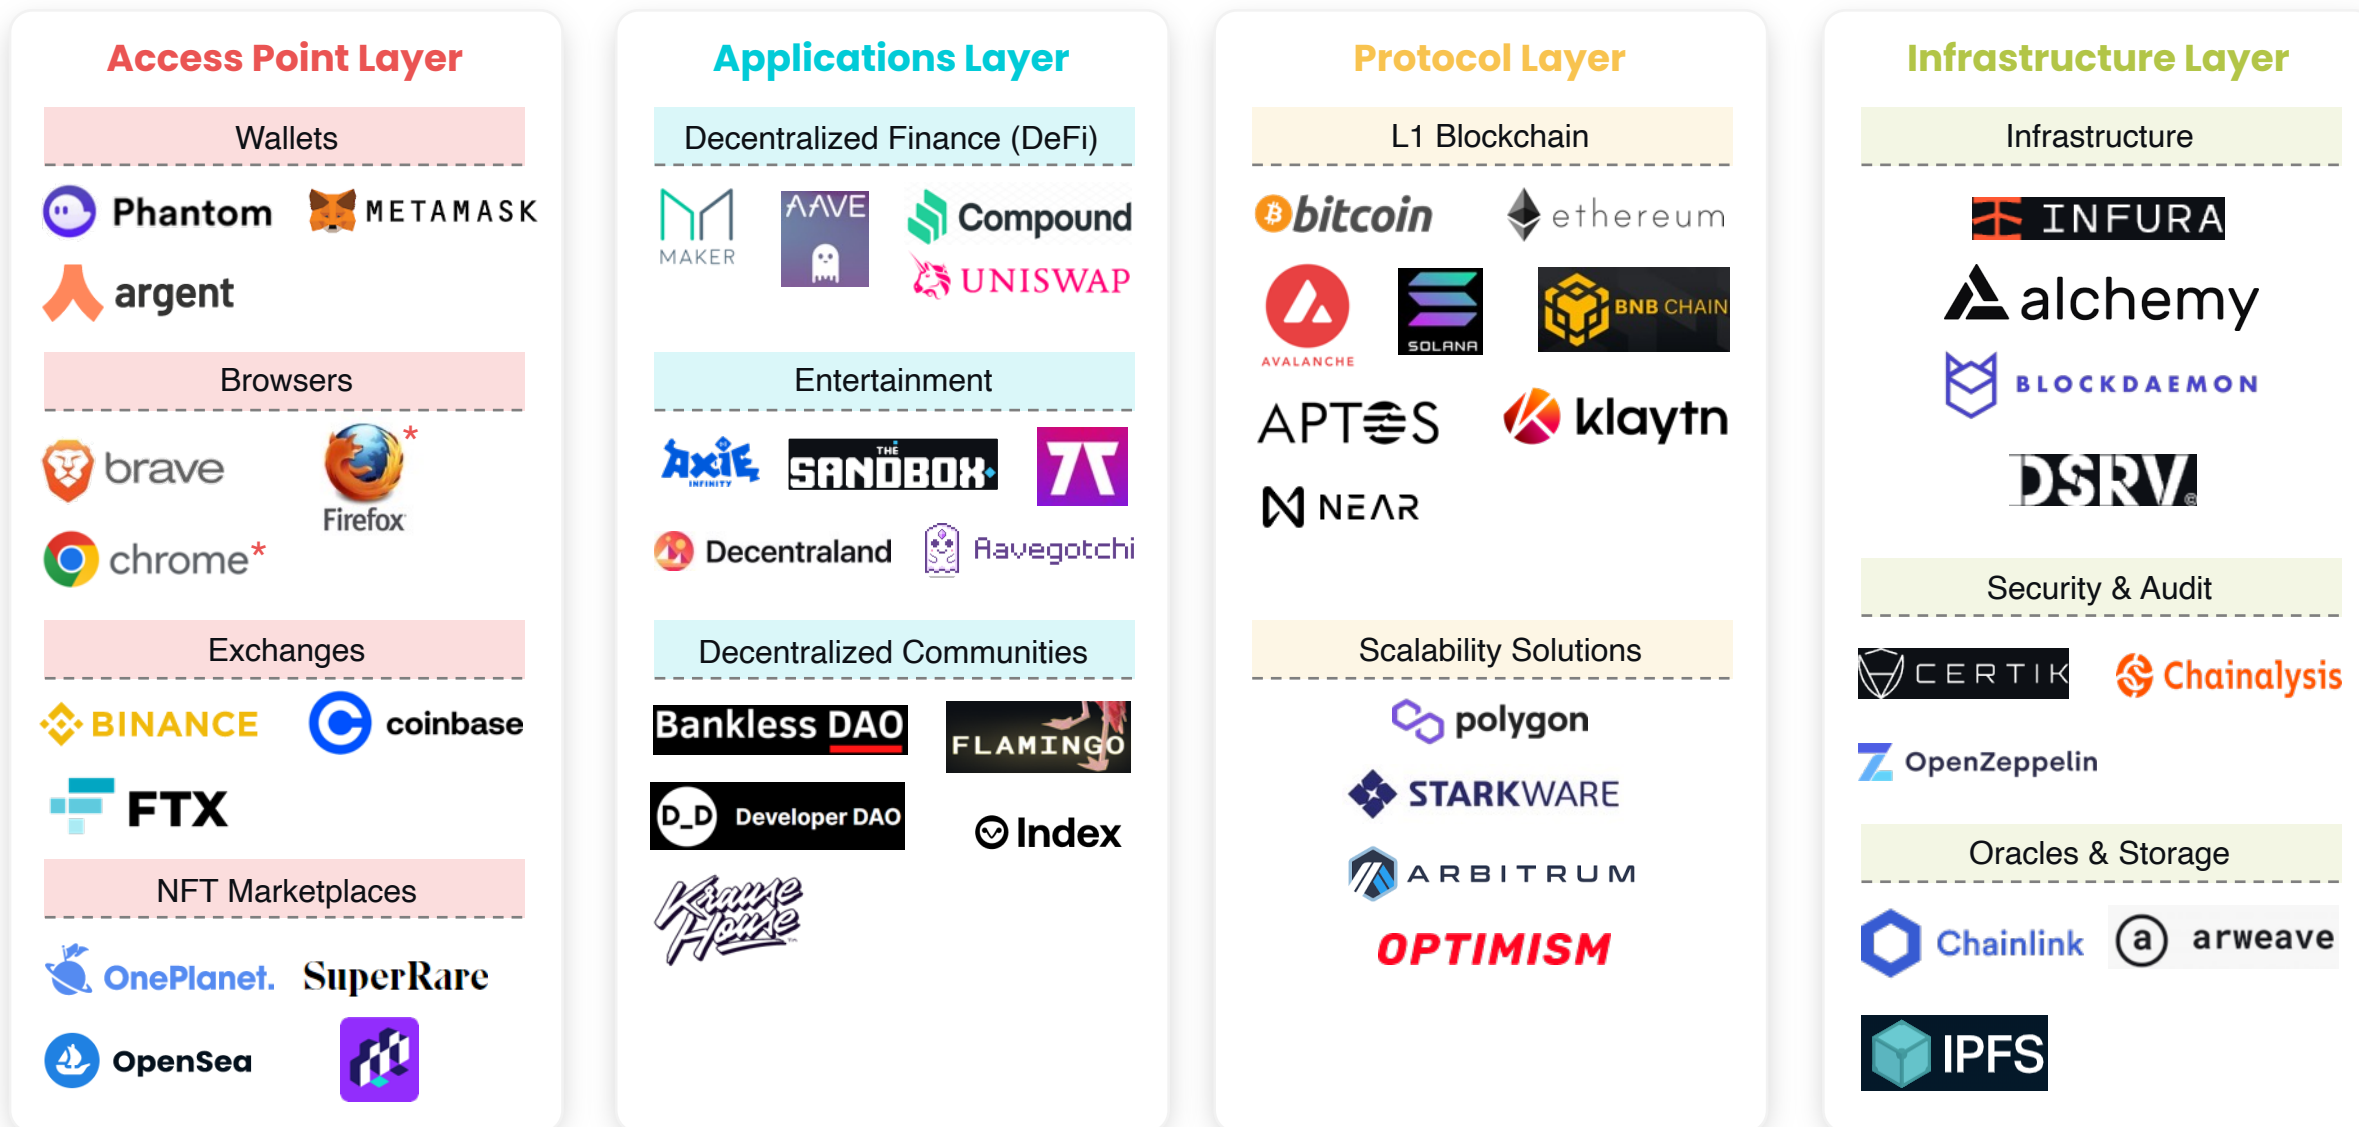 Access Point Layer
Wallets
Phantom
METAMASK
argent
Browsers
brave
*
Firefox
chrome*
Exchanges
BINANCE
coinbase
FTX
NFT Marketplaces
OnePlanet.
SuperRare
OpenSea
Applications Layer
Decentralized Finance (DeFi)
MAKER
AAVE
Compound
UNISWAP
Entertainment
AXIE
INFINITY
THE
SANDBOX
Decentraland
Aavegotchi
Decentralized Communities
Bankless DAO
FLAMINGO
D_D Developer DAO
Index
Krause
House
Protocol Layer
L1 Blockchain
bitcoin
ethereum
AVALANCHE
SOLANA
BNB CHAIN
APTOS
klaytn
NEAR
Scalability Solutions
polygon
STARKWARE
ARBITRUM
OPTIMISM
Infrastructure Layer
Infrastructure
INFURA
alchemy
BLOCKDAEMON
DSRV
Security & Audit
CERTIK
Chainalysis
OpenZeppelin
Oracles & Storage
Chainlink
a arweave
IPFS